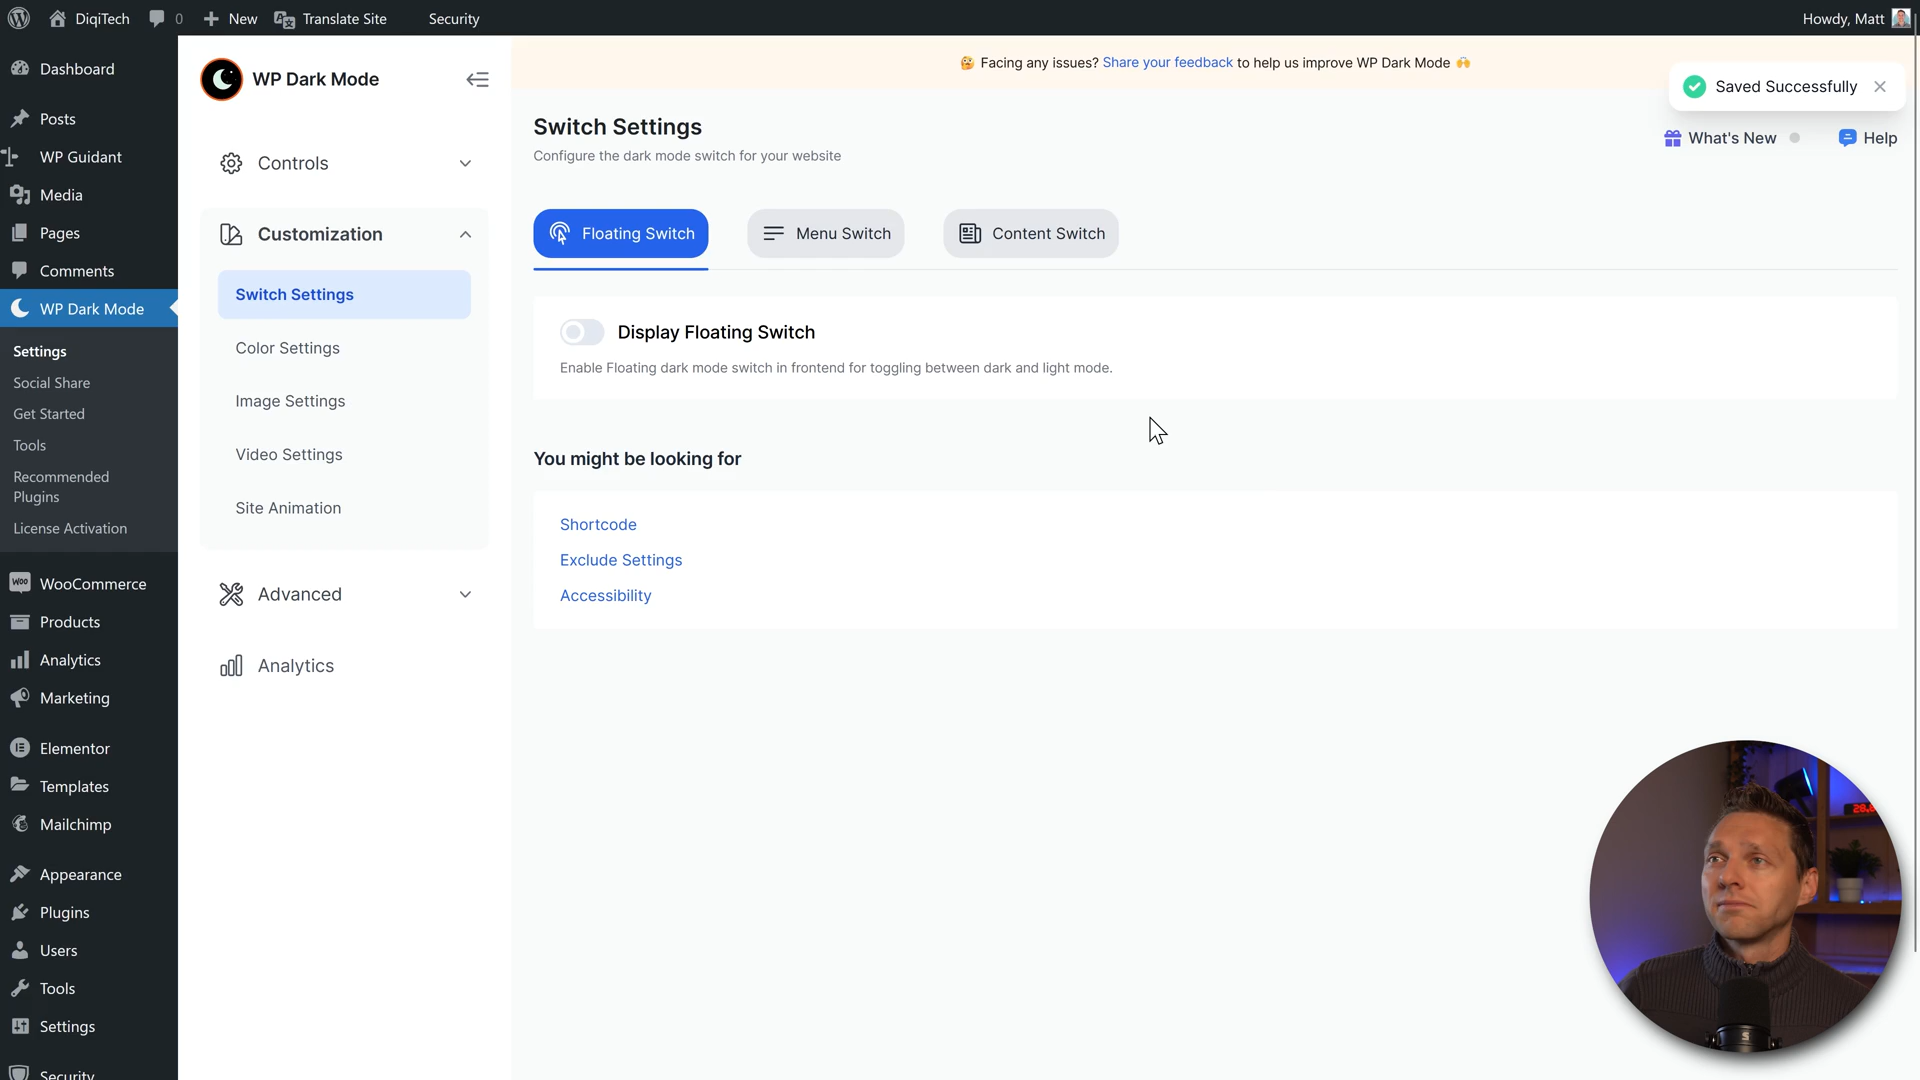 DiqiTech
0
New
Translate Site
Security
Howdy, Matt
Dashboard
Posts
WP Guidant
Media
Pages
Comments
WP Dark Mode
Settings
Social Share
Get Started
Tools
Recommended
Plugins
License Activation
WooCommerce
Products
Analytics
Marketing
Elementor
Templates
Mailchimp
Appearance
Plugins
Users
Tools
Settings
Security
WP Dark Mode
Controls
Customization
Switch Settings
Color Settings
Image Settings
Video Settings
Site Animation
Advanced
Analytics
Facing any issues? Share your feedback to help us improve WP Dark Mode
Saved Successfully
Switch Settings
Configure the dark mode switch for your website
What's New
Help
Floating Switch
Menu Switch
Content Switch
Display Floating Switch
Enable Floating dark mode switch in frontend for toggling between dark and light mode.
You might be looking for
Shortcode
Exclude Settings
Accessibility